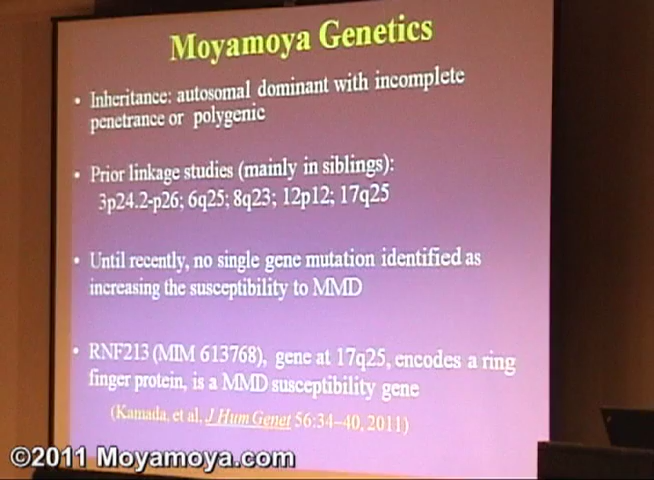 Moyamoya Genetics
• Inheritance: autosomal dominant with incomplete
penetrance or polygenic
• Prior linkage studies (mainly in siblings):
3p24.2-p26; 6q25; 8q23; 12p12; 17q25
• Until recently, no single gene mutation identified as
increasing the susceptibility to MMD
• RNF213 (MIM 613768), gene at 17q25, encodes a ring
finger protein, is a MMD susceptibility gene
(Kamada, et al, J Hum Genet 56:34–40, 2011)
©2011 Moyamoya.com